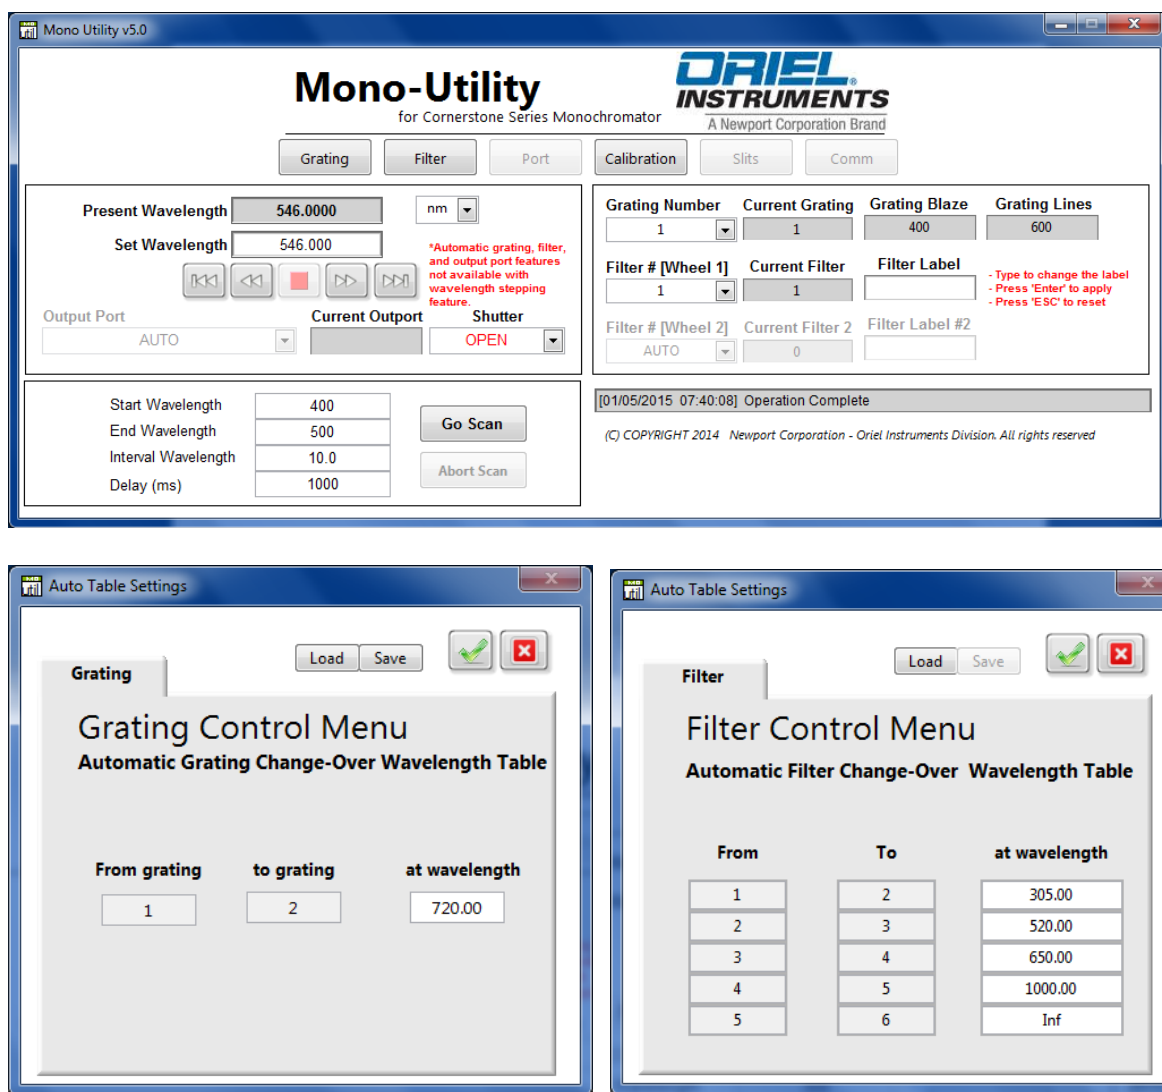 Mono Utility v5.0
Mono-Utility
for Cornerstone Series Monochromator
ORIEL®
INSTRUMENTS
A Newport Corporation Brand
Grating Filter Port Calibration Slits Comm
Present Wavelength 546.0000 nm
Set Wavelength 546.000
*Automatic grating, filter,
and output port features
not available with
wavelength stepping
feature.
Output Port Current Outport Shutter
AUTO OPEN
Grating Number Current Grating Grating Blaze Grating Lines
1 1 400 600
Filter # [Wheel 1] Current Filter Filter Label
1 1
- Type to change the label
- Press 'Enter' to apply
- Press 'ESC' to reset
Filter # [Wheel 2] Current Filter 2 Filter Label #2
AUTO 0
Start Wavelength 400
End Wavelength 500
Interval Wavelength 10.0
Delay (ms) 1000
Go Scan
Abort Scan
[01/05/2015 07:40:08] Operation Complete
(C) COPYRIGHT 2014 Newport Corporation - Oriel Instruments Division. All rights reserved
Auto Table Settings
Load Save
Grating
Grating Control Menu
Automatic Grating Change-Over Wavelength Table
From grating to grating at wavelength
1 2 720.00
Auto Table Settings
Load Save
Filter
Filter Control Menu
Automatic Filter Change-Over Wavelength Table
From To at wavelength
1 2 305.00
2 3 520.00
3 4 650.00
4 5 1000.00
5 6 Inf